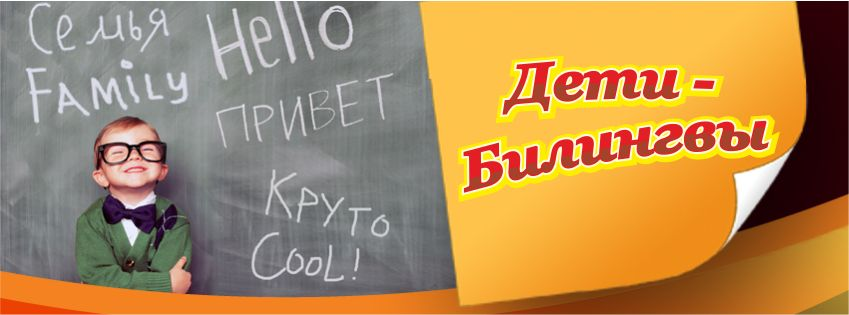 Семья
FAMILY
Hello
ПРИВЕТ
КРУТО
COOL!
Дети -
Билингвы